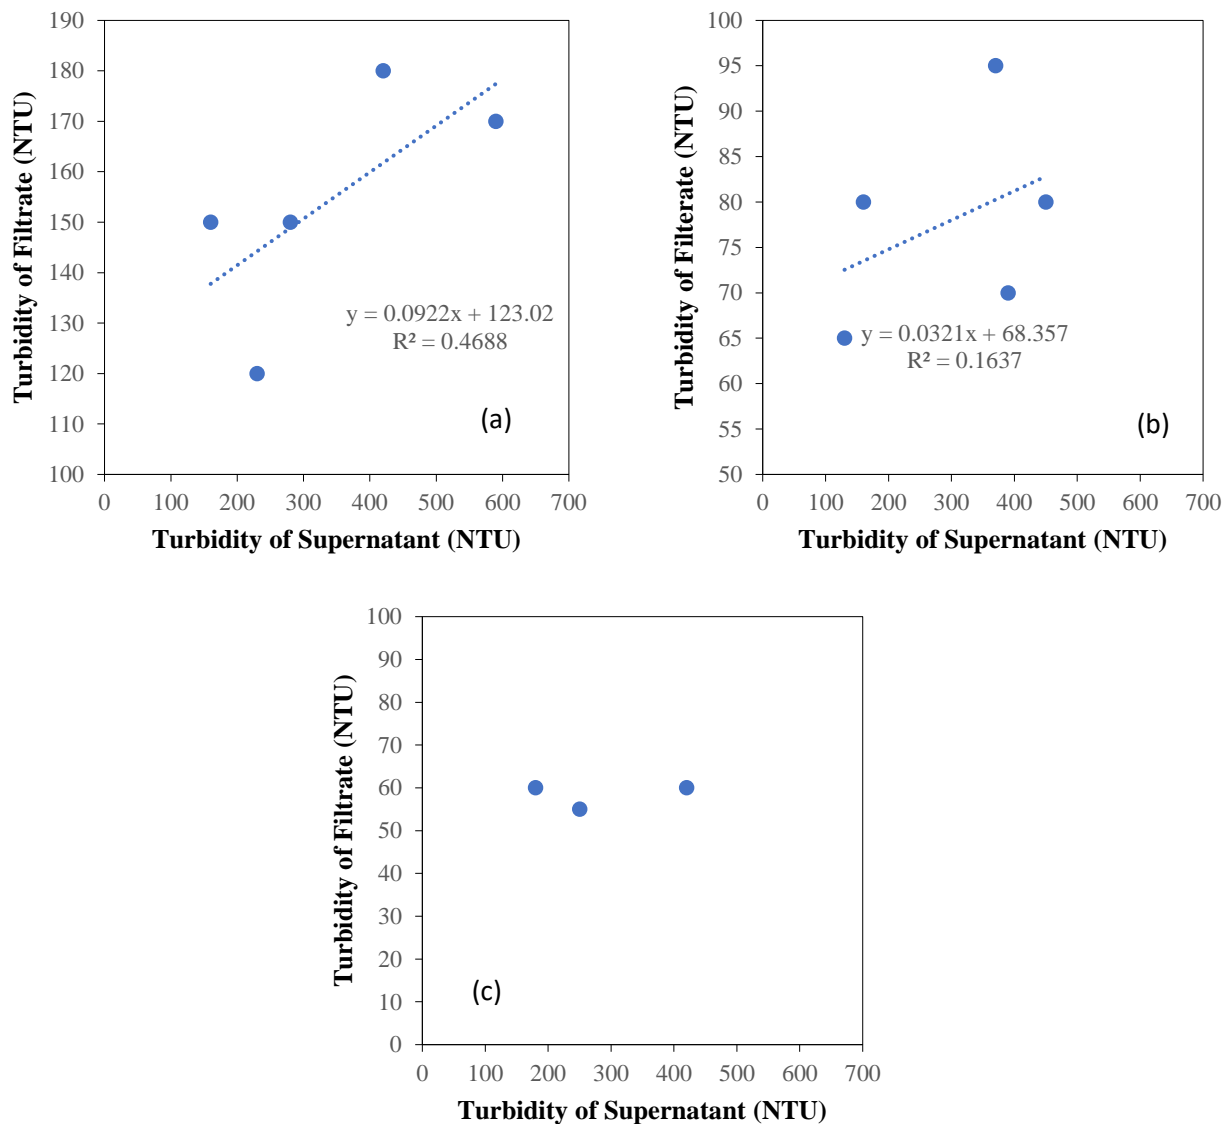 Turbidity of Filtrate (NTU)
190
180
170
160
150
140
130
120
110
100
y = 0.0922x + 123.02
R² = 0.4688
(a)
0 100 200 300 400 500 600 700
Turbidity of Supernatant (NTU)
Turbidity of Filterate (NTU)
100
95
90
85
80
75
70
65
60
55
50
y = 0.0321x + 68.357
R² = 0.1637
(b)
0 100 200 300 400 500 600 700
Turbidity of Supernatant (NTU)
Turbidity of Filtrate (NTU)
100
90
80
70
60
50
40
30
20
10
0
(c)
0 100 200 300 400 500 600 700
Turbidity of Supernatant (NTU)